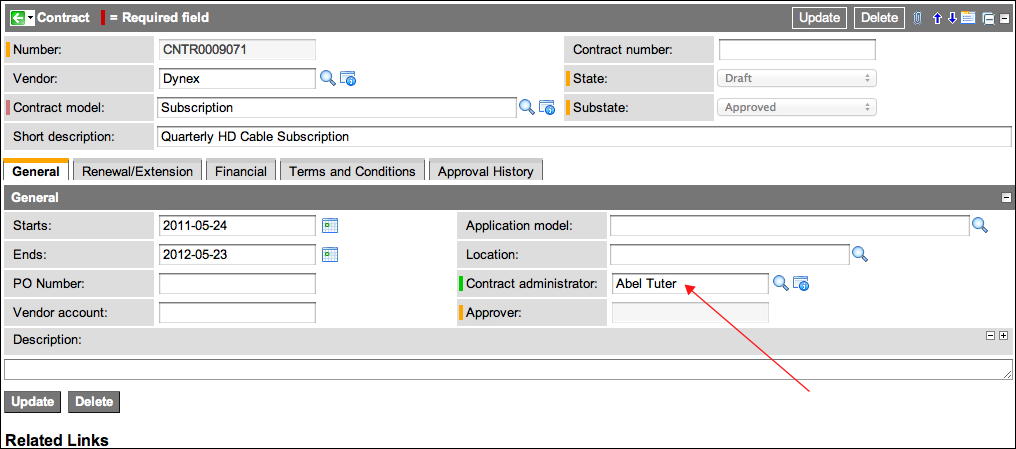 Contract = Required field Update Delete
Number: CNTR0009071 Contract number:
Vendor: Dynex State: Draft
Contract model: Subscription Substate: Approved
Short description: Quarterly HD Cable Subscription
General Renewal/Extension Financial Terms and Conditions Approval History
General
Starts: 2011-05-24 Application model:
Ends: 2012-05-23 Location:
PO Number: Contract administrator: Abel Tuter
Vendor account: Approver:
Description:
Update Delete
Related Links